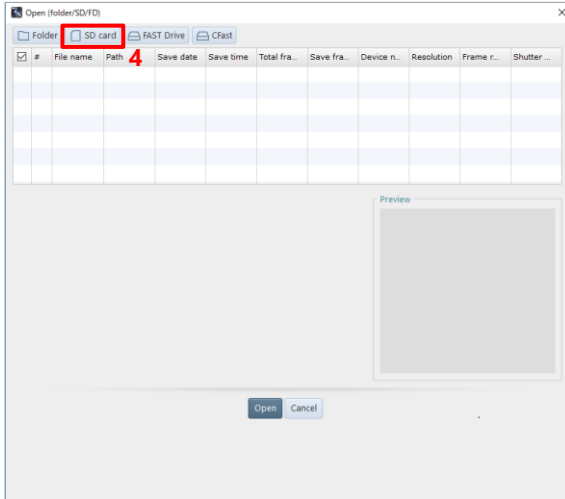 Open (folder/SD/FD)
Folder SD card FAST Drive CFast
4
# File name Path Save date Save time Total fra... Save fra... Device n... Resolution Frame r... Shutter ...
Preview
Open Cancel